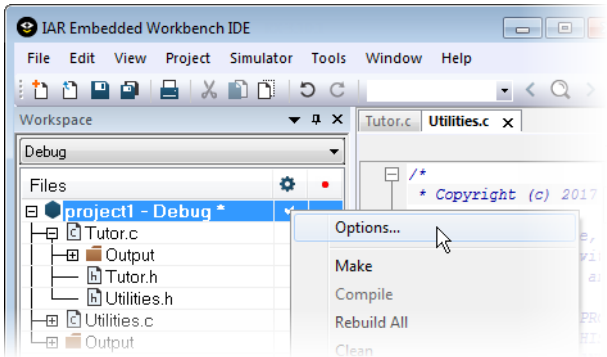 IAR Embedded Workbench IDE
File Edit View Project Simulator Tools Window Help
Workspace
Tutor.c Utilities.c
Debug
Files
/*
* Copyright (c) 2017
project1 - Debug *
Tutor.c
Output
Tutor.h
Utilities.h
Utilities.c
Output
Options...
Make
Compile
Rebuild All
Clean